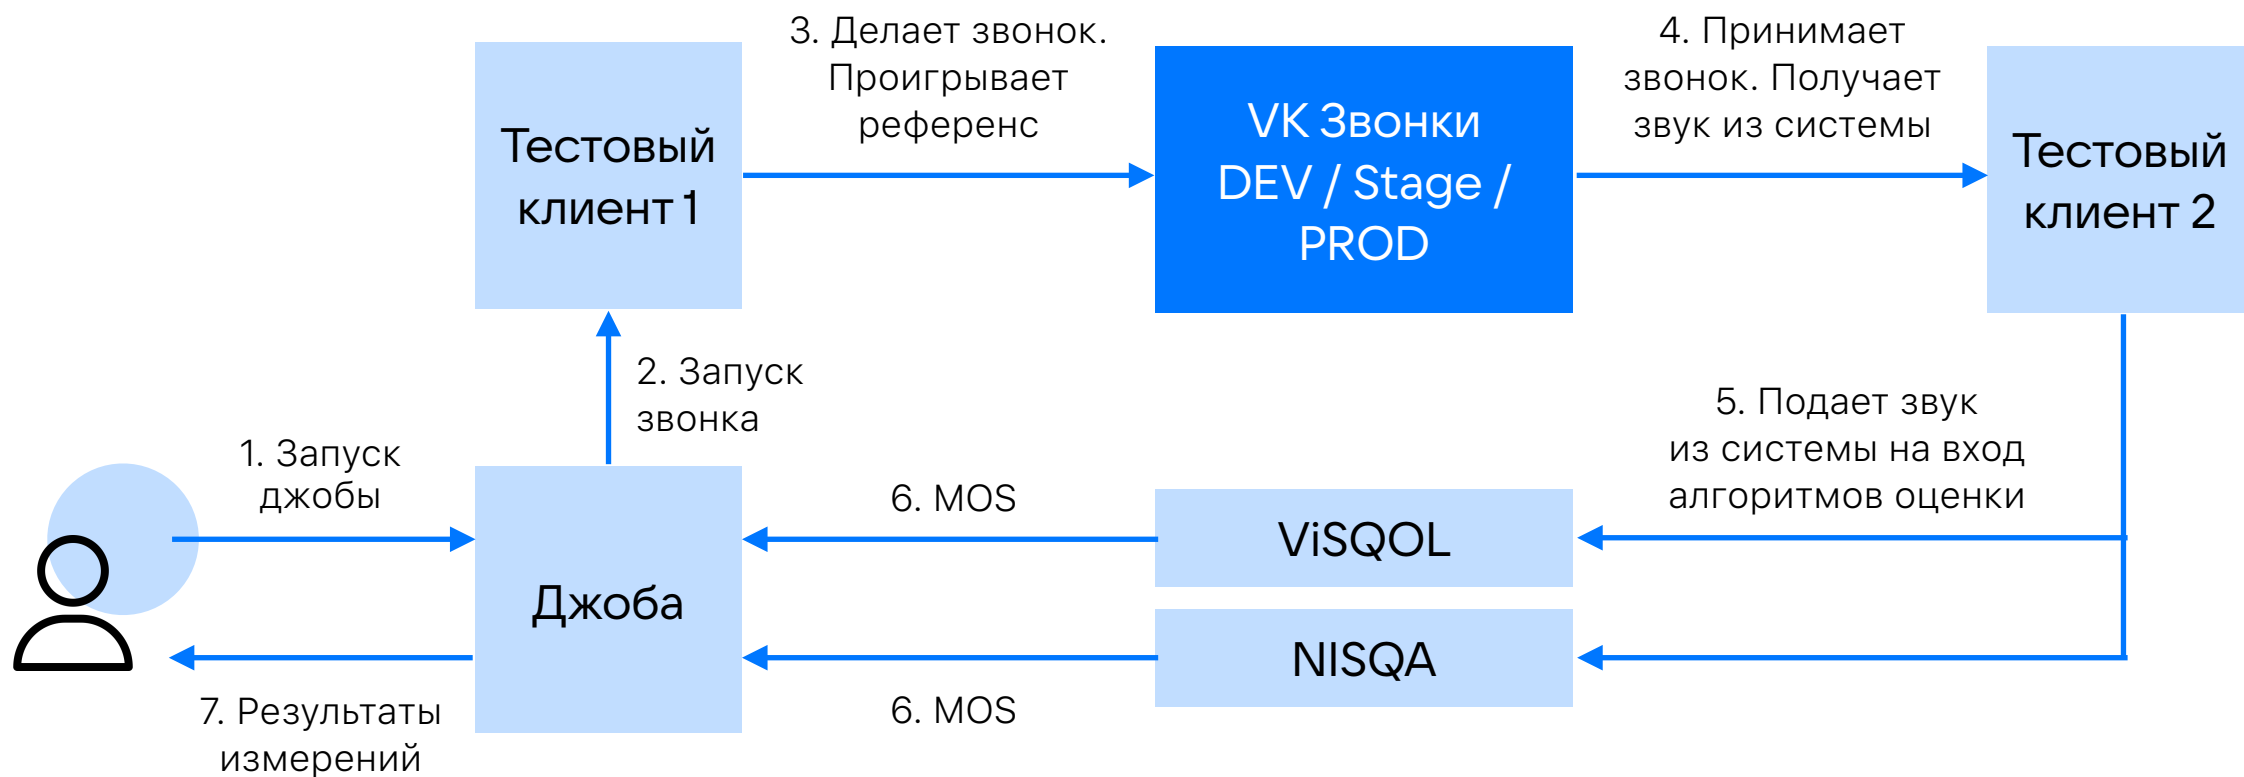 3. Делает звонок.
Проигрывает
референс
4. Принимает
звонок. Получает
звук из системы
Тестовый
клиент 1
VK Звонки
DEV / Stage /
PROD
Тестовый
клиент 2
2. Запуск
звонка
5. Подает звук
из системы на вход
алгоритмов оценки
1. Запуск
джобы
6. MOS
ViSQOL
Джоба
NISQA
6. MOS
7. Результаты
измерений